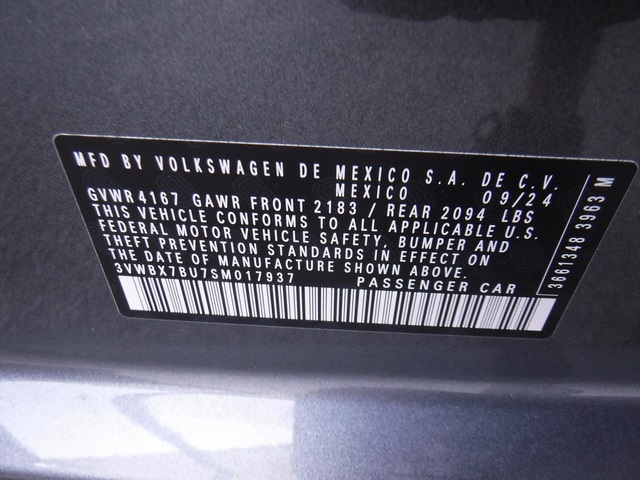 MFD BY VOLKSWAGEN DE MEXICO S.A. DE C.V.
MEXICO 09/24
GVWR 4167 GAWR FRONT 2183 / REAR 2094 LBS
THIS VEHICLE CONFORMS TO ALL APPLICABLE U.S.
FEDERAL MOTOR VEHICLE SAFETY, BUMPER AND
THEFT PREVENTION STANDARDS IN EFFECT ON
THE DATE OF MANUFACTURE SHOWN ABOVE.
3VWBX7BU7SM017937 PASSENGER CAR
3661348 3963 M